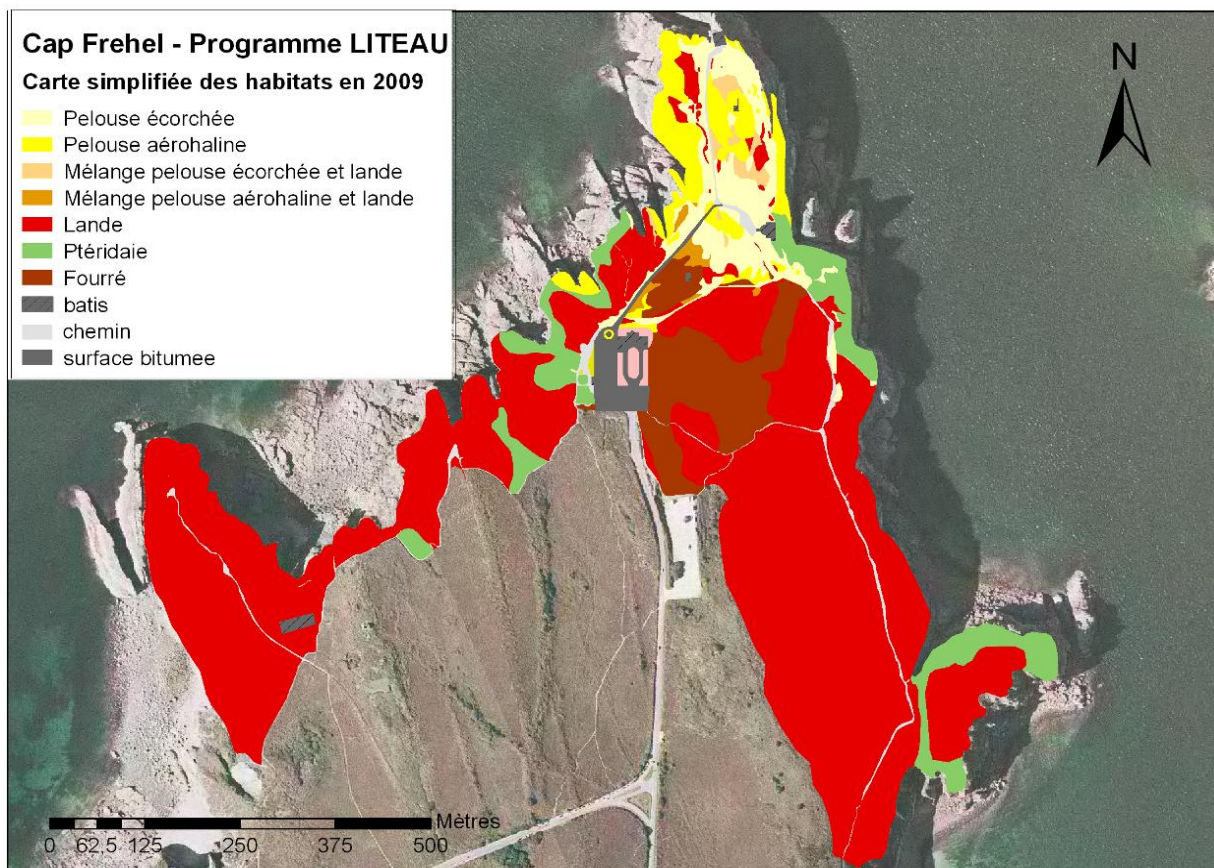 Cap Frehel - Programme LITEAU
Carte simplifiée des habitats en 2009
Pelouse écorchée
Pelouse aérohaline
Mélange pelouse écorchée et lande
Mélange pelouse aérohaline et lande
Lande
Ptéridaie
Fourré
batis
chemin
surface bitumee
N
Mètres
0 62.5 125 250 375 500